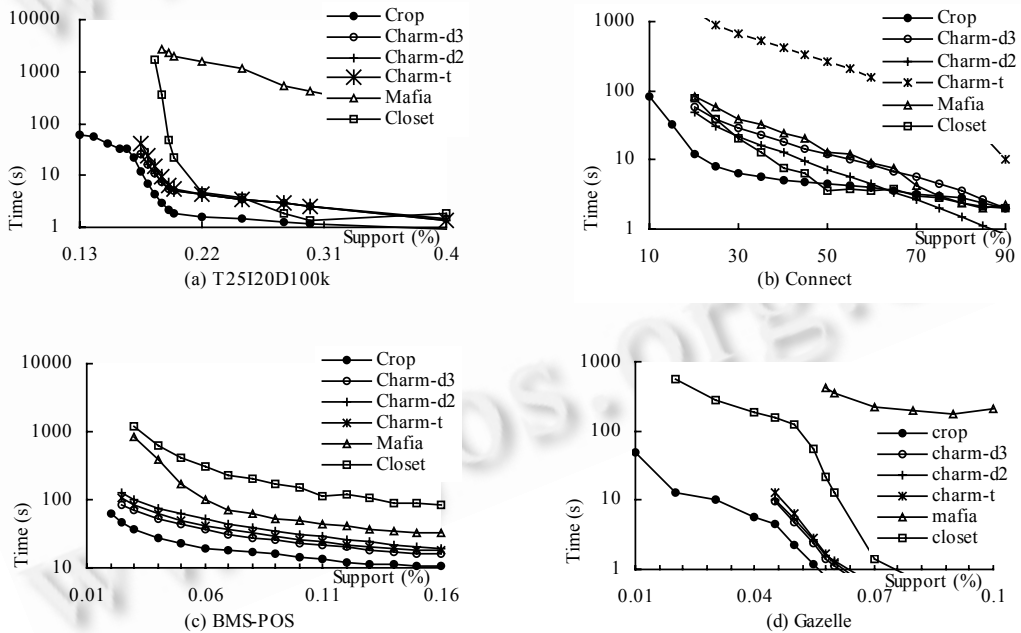 10000
1000
100
10
1
Time (s)
Crop
Charm-d3
Charm-d2
Charm-t
Mafia
Closet
Support (%)
0.13
0.22
0.31
0.4
(a) T25I20D100k
1000
100
10
1
Time (s)
Crop
Charm-d3
Charm-d2
Charm-t
Mafia
Closet
Support (%)
10
30
50
70
90
(b) Connect
10000
1000
100
10
Time (s)
Crop
Charm-d3
Charm-d2
Charm-t
Mafia
Closet
Support (%)
0.01
0.06
0.11
0.16
(c) BMS-POS
1000
100
10
1
Time (s)
crop
charm-d3
charm-d2
charm-t
mafia
closet
Support (%)
0.01
0.04
0.07
0.1
(d) Gazelle